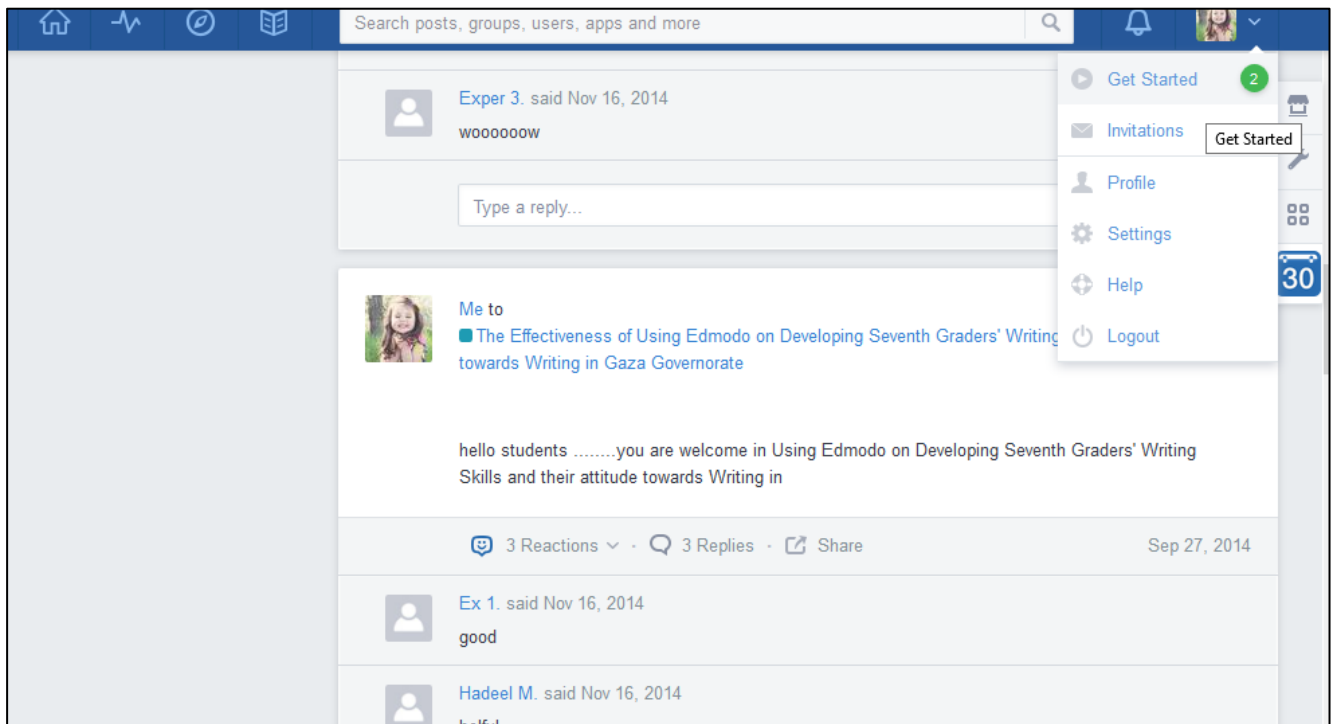 Search posts, groups, users, apps and more
Get Started 2
Invitations
Get Started
Profile
Settings
Help
Logout
30
Exper 3. said Nov 16, 2014
woooooow
Type a reply...
Me to
The Effectiveness of Using Edmodo on Developing Seventh Graders' Writing
towards Writing in Gaza Governorate
hello students ........you are welcome in Using Edmodo on Developing Seventh Graders' Writing
Skills and their attitude towards Writing in
3 Reactions · 3 Replies · Share Sep 27, 2014
Ex 1. said Nov 16, 2014
good
Hadeel M. said Nov 16, 2014